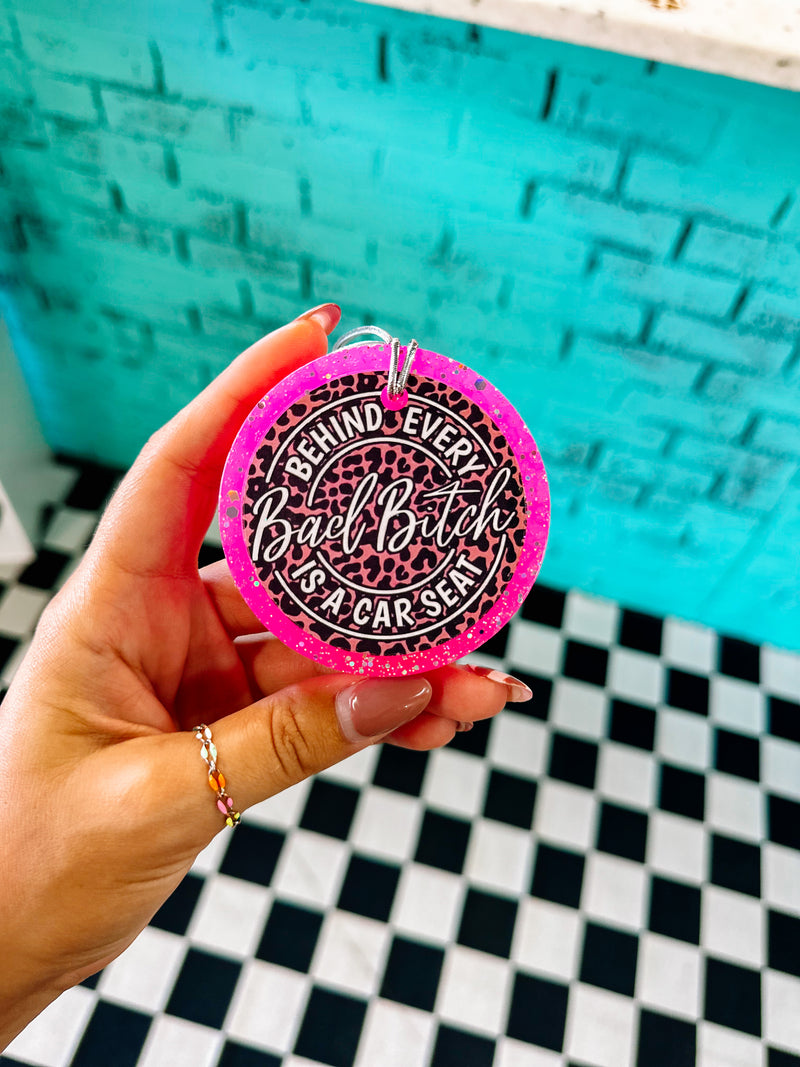 BEHIND EVERY
Bad Bitch
IS A CAR SEAT